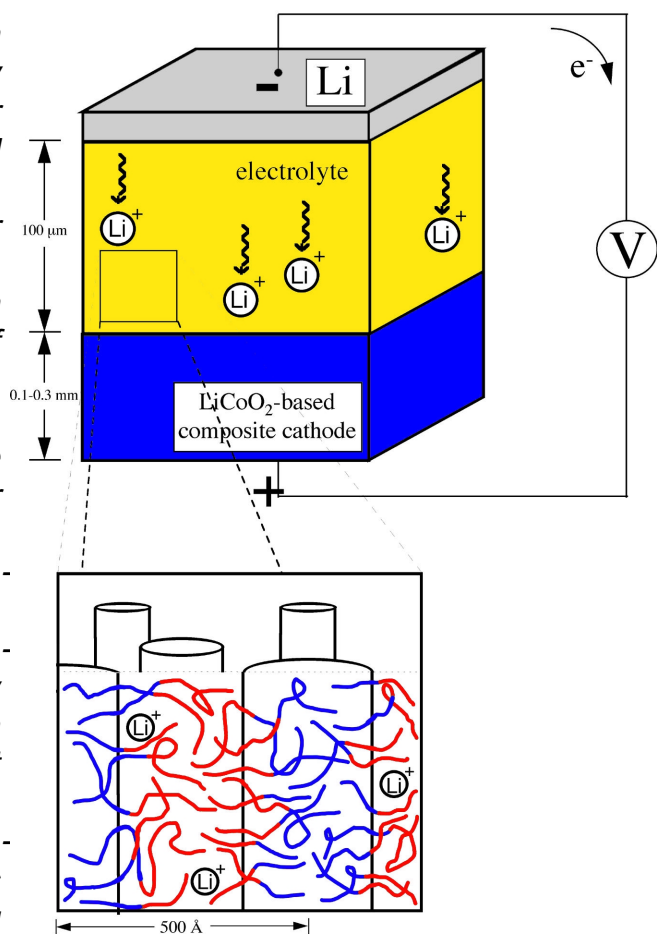 Li
−
e⁻
electrolyte
Li⁺
Li⁺
Li⁺
Li⁺
100 μm
V
0.1-0.3 mm
LiCoO₂-based
composite cathode
+
Li⁺
Li⁺
Li⁺
500 Å